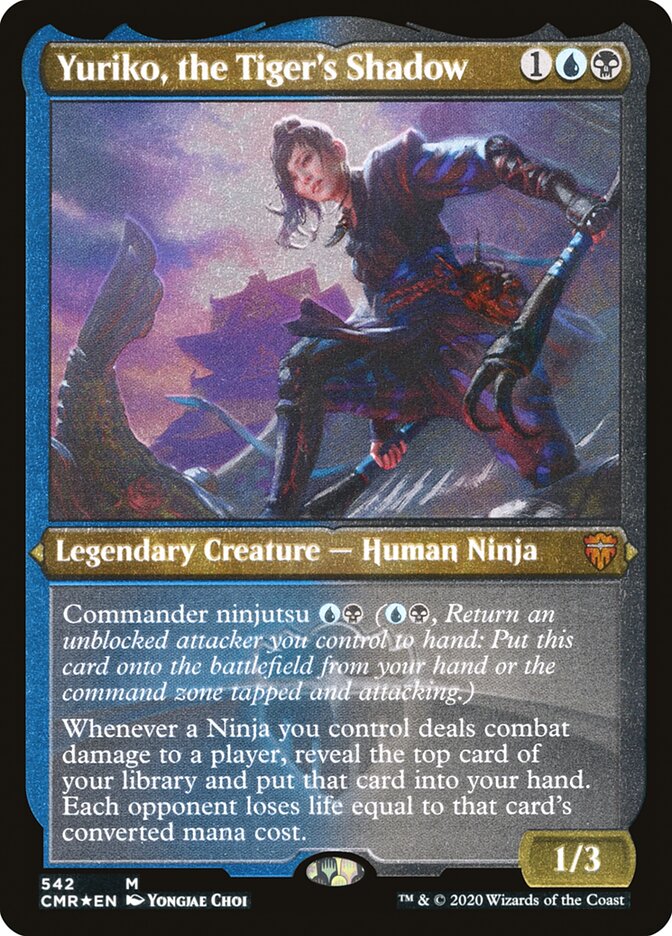 Yuriko, the Tiger's Shadow 1
Legendary Creature — Human Ninja
Commander ninjutsu (, Return an
unblocked attacker you control to hand: Put this
card onto the battlefield from your hand or the
command zone tapped and attacking.)
Whenever a Ninja you control deals combat
damage to a player, reveal the top card of
your library and put that card into your hand.
Each opponent loses life equal to that card's
converted mana cost.
1/3
542 M
CMR★EN Yongjae Choi ™ & © 2020 Wizards of the Coast